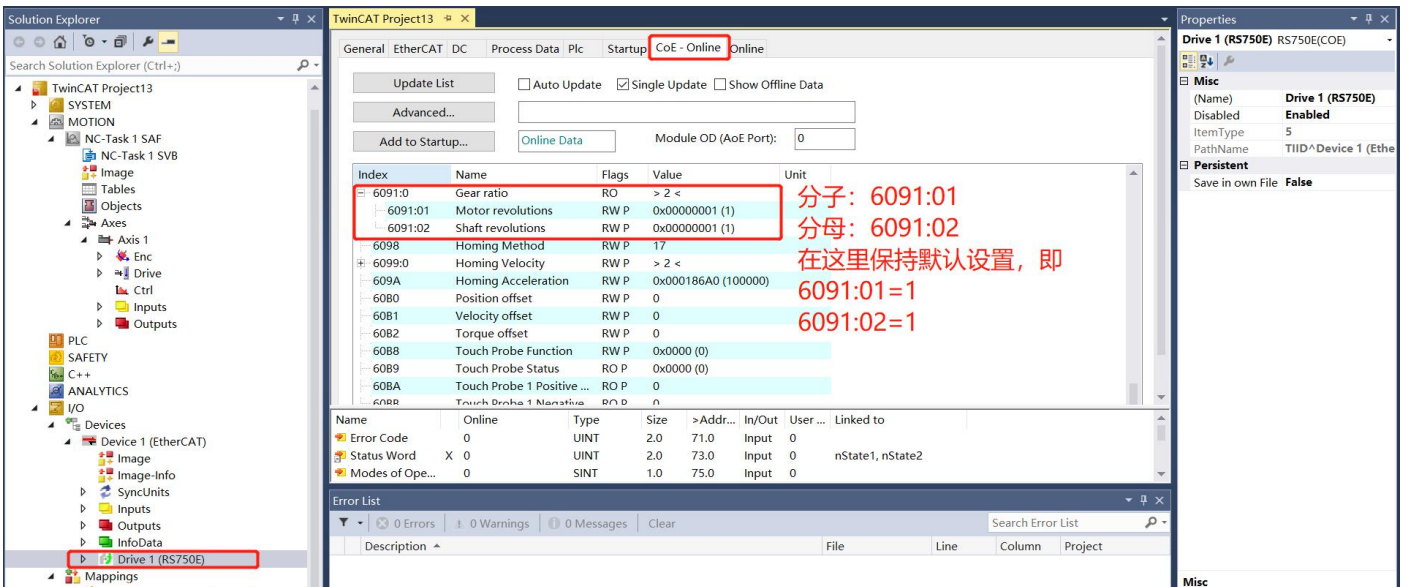 Solution Explorer
Search Solution Explorer (Ctrl+;)
TwinCAT Project13
SYSTEM
MOTION
NC-Task 1 SAF
NC-Task 1 SVB
Image
Tables
Objects
Axes
Axis 1
Enc
Drive
Ctrl
Inputs
Outputs
PLC
SAFETY
C++
ANALYTICS
I/O
Devices
Device 1 (EtherCAT)
Image
Image-Info
SyncUnits
Inputs
Outputs
InfoData
Drive 1 (RS750E)
Mappings
TwinCAT Project13
General EtherCAT DC Process Data Plc Startup CoE - Online Online
Update List Auto Update Single Update Show Offline Data
Advanced...
Add to Startup... Online Data Module OD (AoE Port): 0
Index Name Flags Value Unit
6091:0 Gear ratio RO > 2 <
6091:01 Motor revolutions RW P 0x00000001 (1)
6091:02 Shaft revolutions RW P 0x00000001 (1)
6098 Homing Method RW P 17
6099:0 Homing Velocity RW P > 2 <
609A Homing Acceleration RW P 0x000186A0 (100000)
60B0 Position offset RW P 0
60B1 Velocity offset RW P 0
60B2 Torque offset RW P 0
60B8 Touch Probe Function RW P 0x0000 (0)
60B9 Touch Probe Status RO P 0x0000 (0)
60BA Touch Probe 1 Positive ... RO P 0
60BB Touch Probe 1 Negative RO P 0
分子：6091:01
分母：6091:02
在这里保持默认设置，即
6091:01=1
6091:02=1
Name Online Type Size >Addr... In/Out User ... Linked to
Error Code 0 UINT 2.0 71.0 Input 0
Status Word X 0 UINT 2.0 73.0 Input 0 nState1, nState2
Modes of Ope... 0 SINT 1.0 75.0 Input 0
Error List
0 Errors 0 Warnings 0 Messages Clear Search Error List
Description File Line Column Project
Properties
Drive 1 (RS750E) RS750E(COE)
Misc
(Name) Drive 1 (RS750E)
Disabled Enabled
ItemType 5
PathName TIID^Device 1 (Ethe
Persistent
Save in own File False
Misc